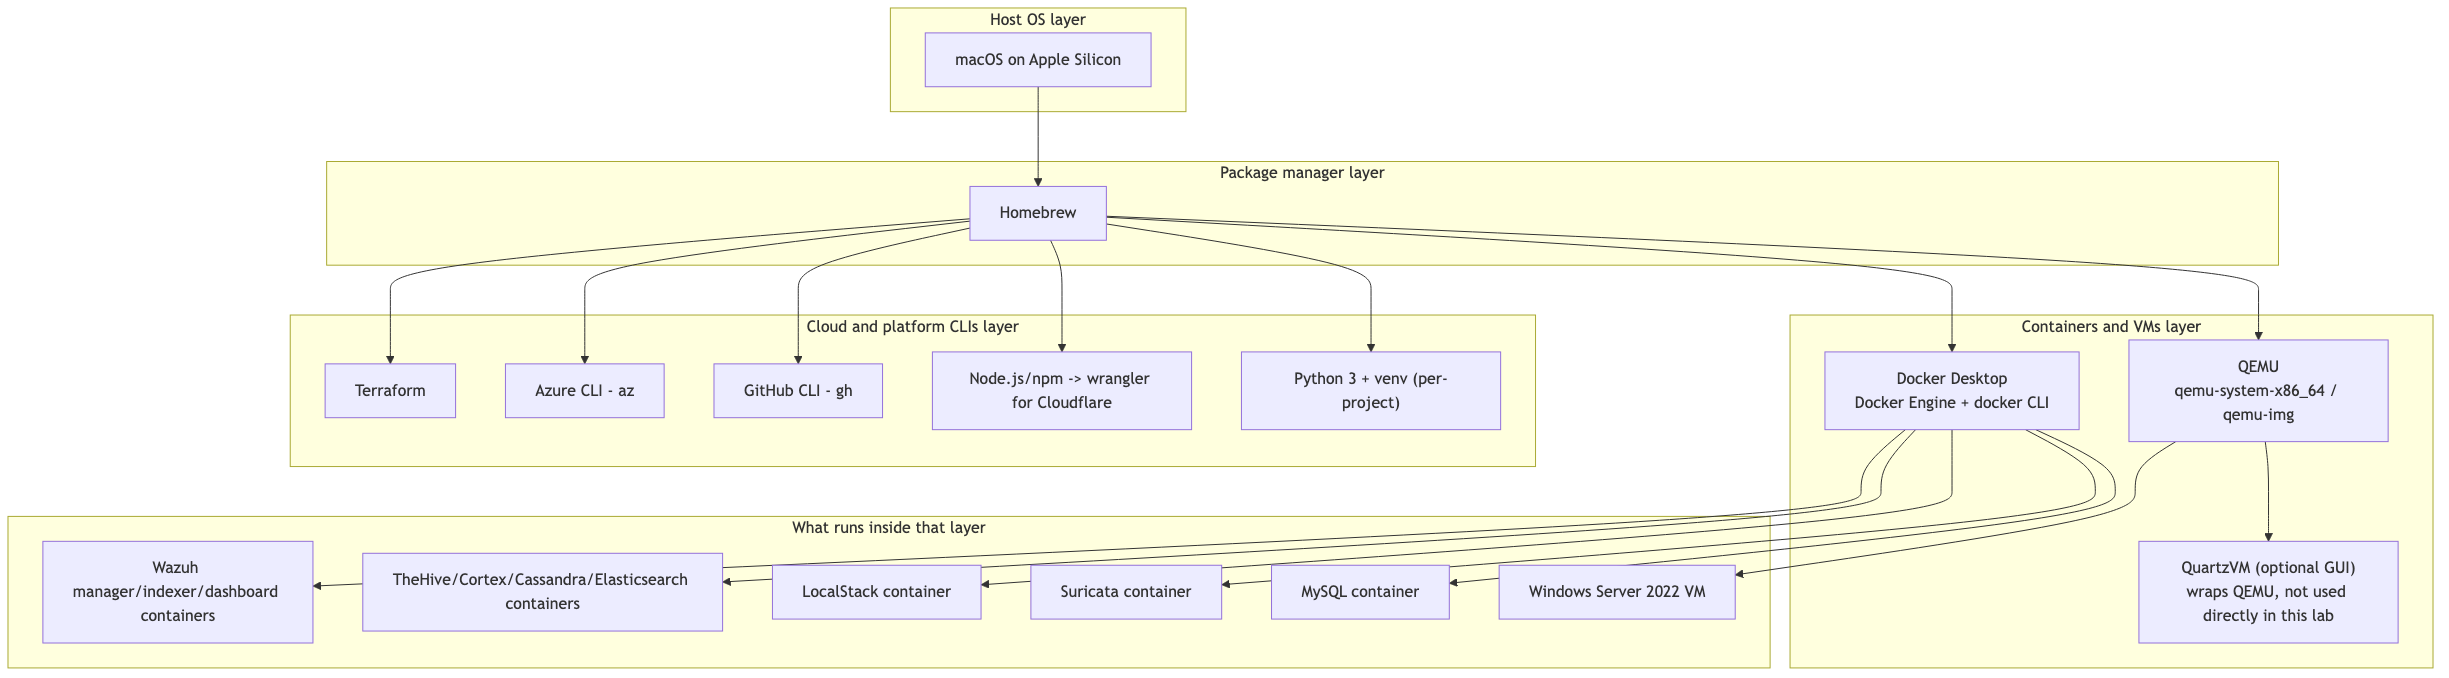 Host OS layer
macOS on Apple Silicon
Package manager layer
Homebrew
Cloud and platform CLIs layer
Terraform
Azure CLI - az
GitHub CLI - gh
Node.js/npm -> wrangler
for Cloudflare
Python 3 + venv (per-
project)
Containers and VMs layer
Docker Desktop
Docker Engine + docker CLI
QEMU
qemu-system-x86_64 /
qemu-img
What runs inside that layer
Wazuh
manager/indexer/dashboard
containers
TheHive/Cortex/Cassandra/Elasticsearch
containers
LocalStack container
Suricata container
MySQL container
Windows Server 2022 VM
QuartzVM (optional GUI)
wraps QEMU, not used
directly in this lab